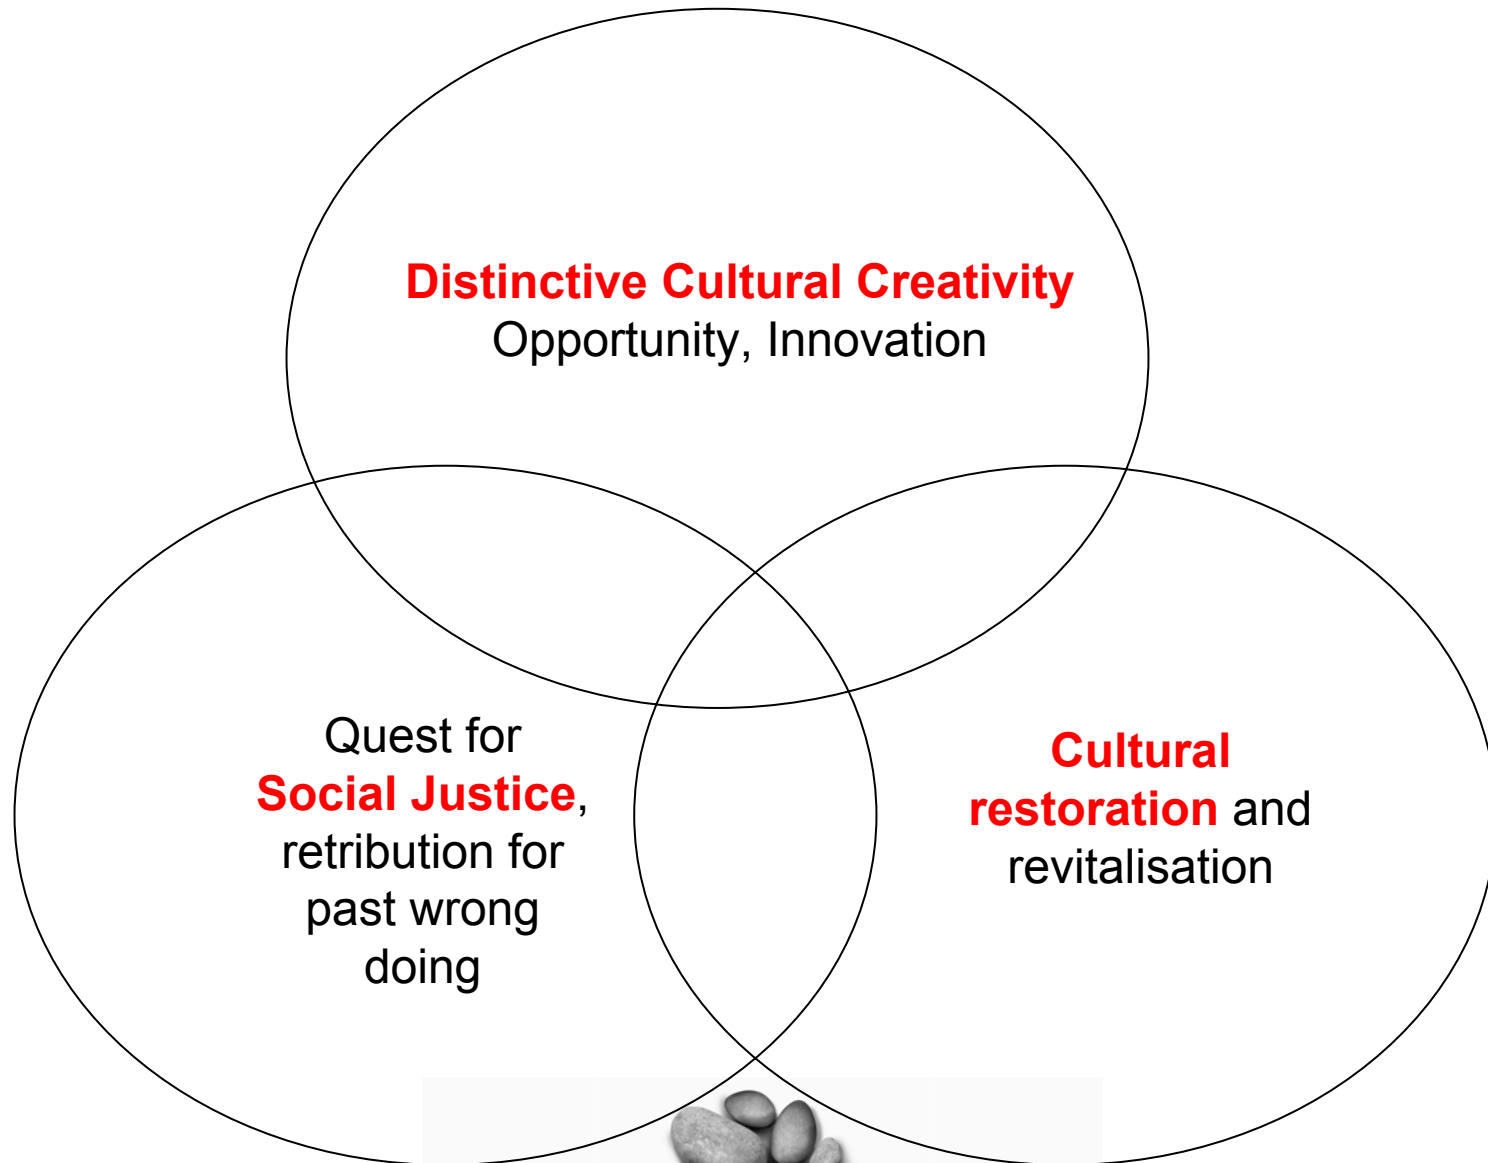 Distinctive Cultural Creativity
Opportunity, Innovation
Quest for
Social Justice,
retribution for
past wrong
doing
Cultural
restoration and
revitalisation